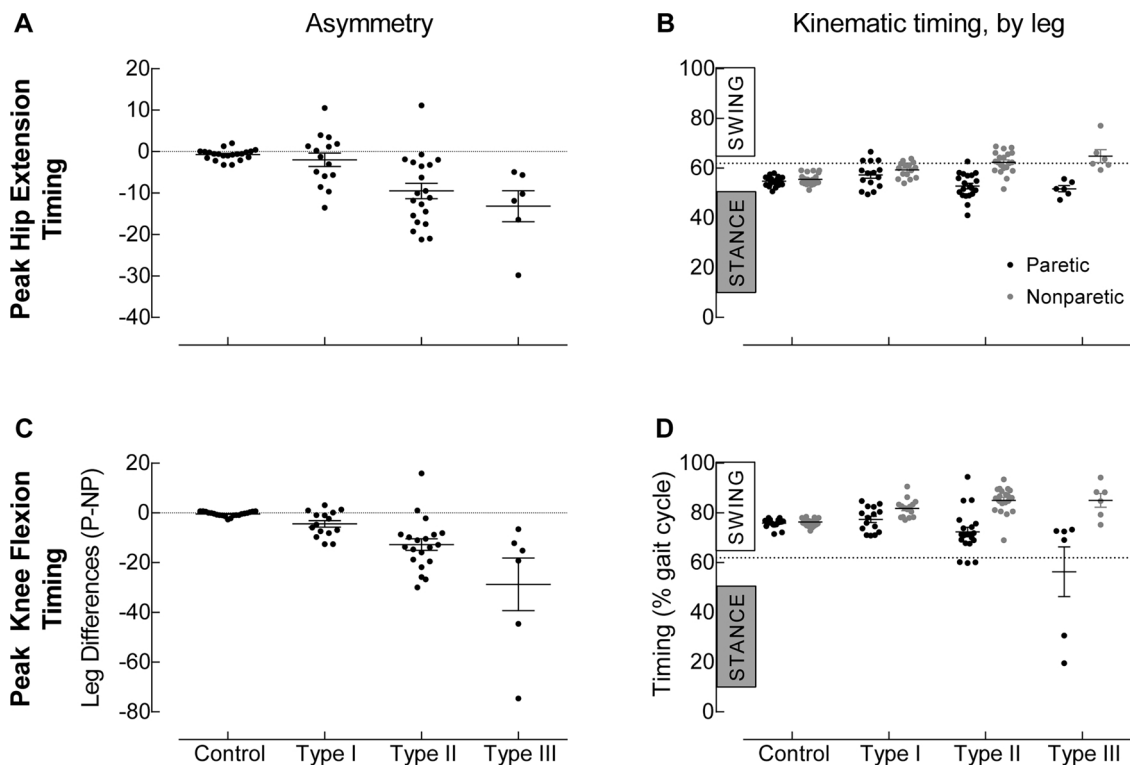 A
Asymmetry
B
Kinematic timing, by leg
Peak Hip Extension
Timing
20
10
0
-10
-20
-30
-40
100
80
60
40
20
0
SWING
STANCE
Paretic
Nonparetic
C
D
Peak Knee Flexion
Timing
Leg Differences (P-NP)
20
0
-20
-40
-60
-80
Control
Type I
Type II
Type III
Timing (% gait cycle)
100
80
60
40
20
0
SWING
STANCE
Control
Type I
Type II
Type III